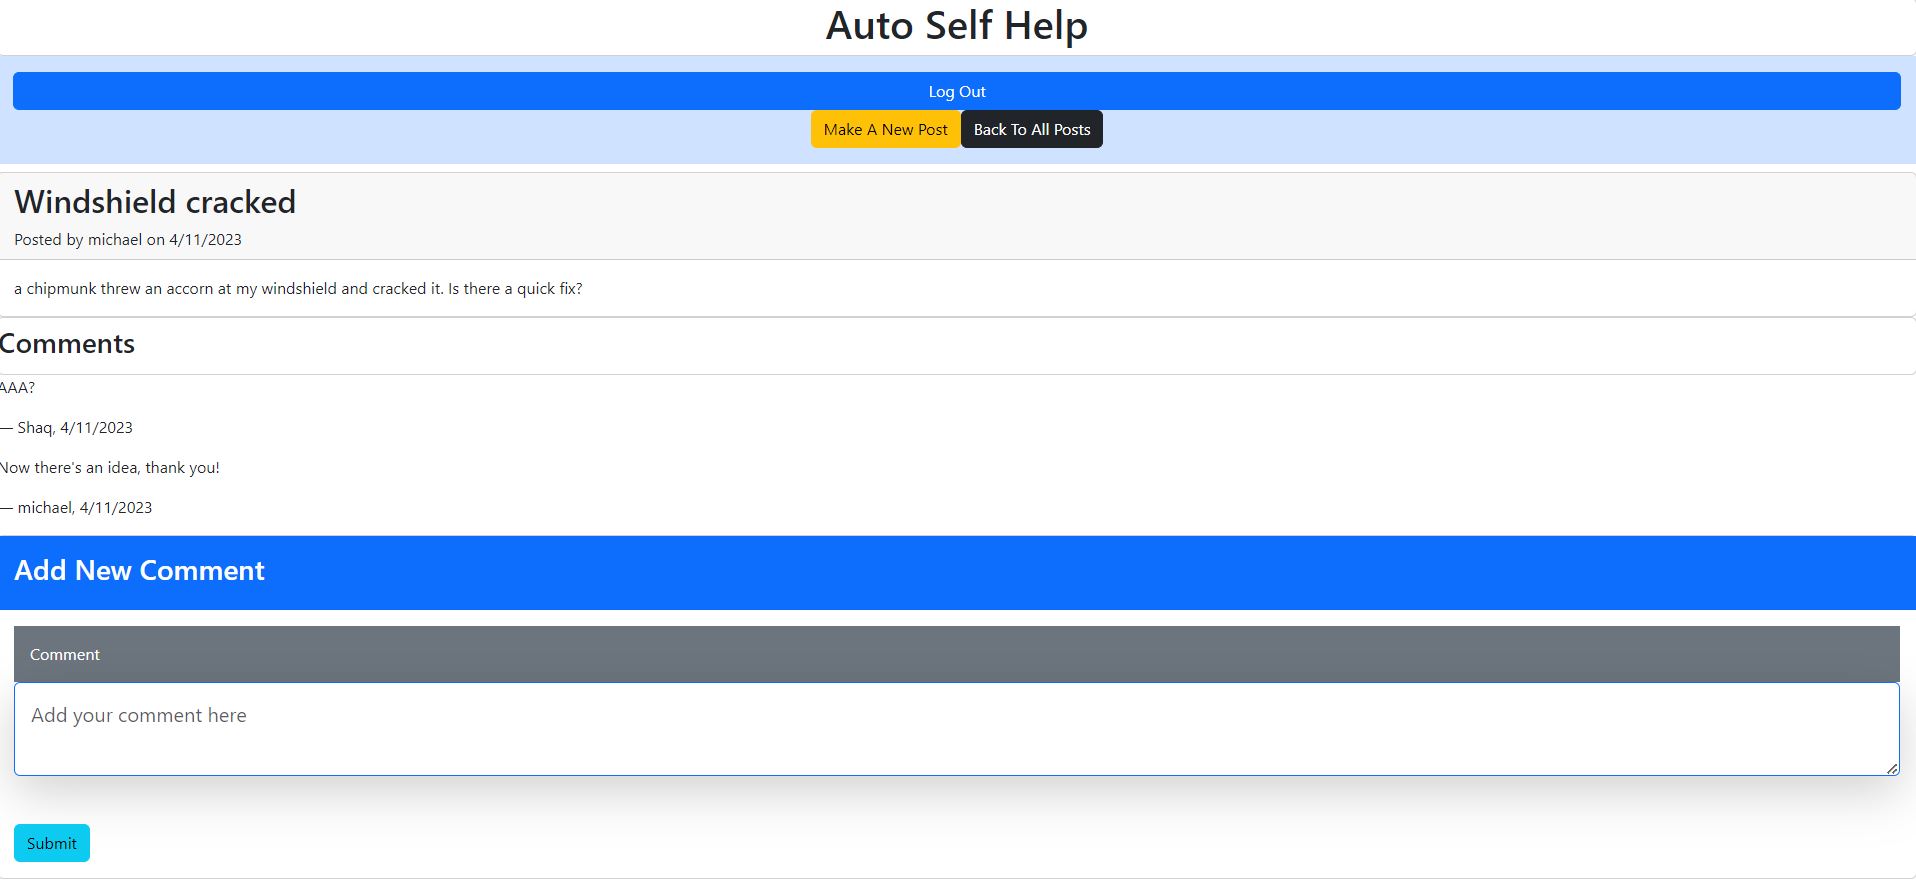 Auto Self Help
Log Out
Make A New Post Back To All Posts
Windshield cracked
Posted by michael on 4/11/2023
a chipmunk threw an accorn at my windshield and cracked it. Is there a quick fix?
Comments
AAA?
— Shaq, 4/11/2023
Now there's an idea, thank you!
— michael, 4/11/2023
Add New Comment
Comment
Add your comment here
Submit